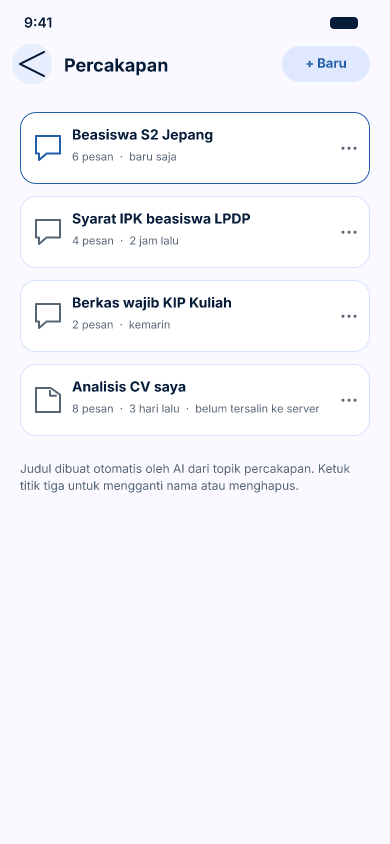 9:41
Percakapan
+ Baru
Beasiswa S2 Jepang
6 pesan · baru saja
Syarat IPK beasiswa LPDP
4 pesan · 2 jam lalu
Berkas wajib KIP Kuliah
2 pesan · kemarin
Analisis CV saya
8 pesan · 3 hari lalu · belum tersalin ke server
Judul dibuat otomatis oleh AI dari topik percakapan. Ketuk
titik tiga untuk mengganti nama atau menghapus.